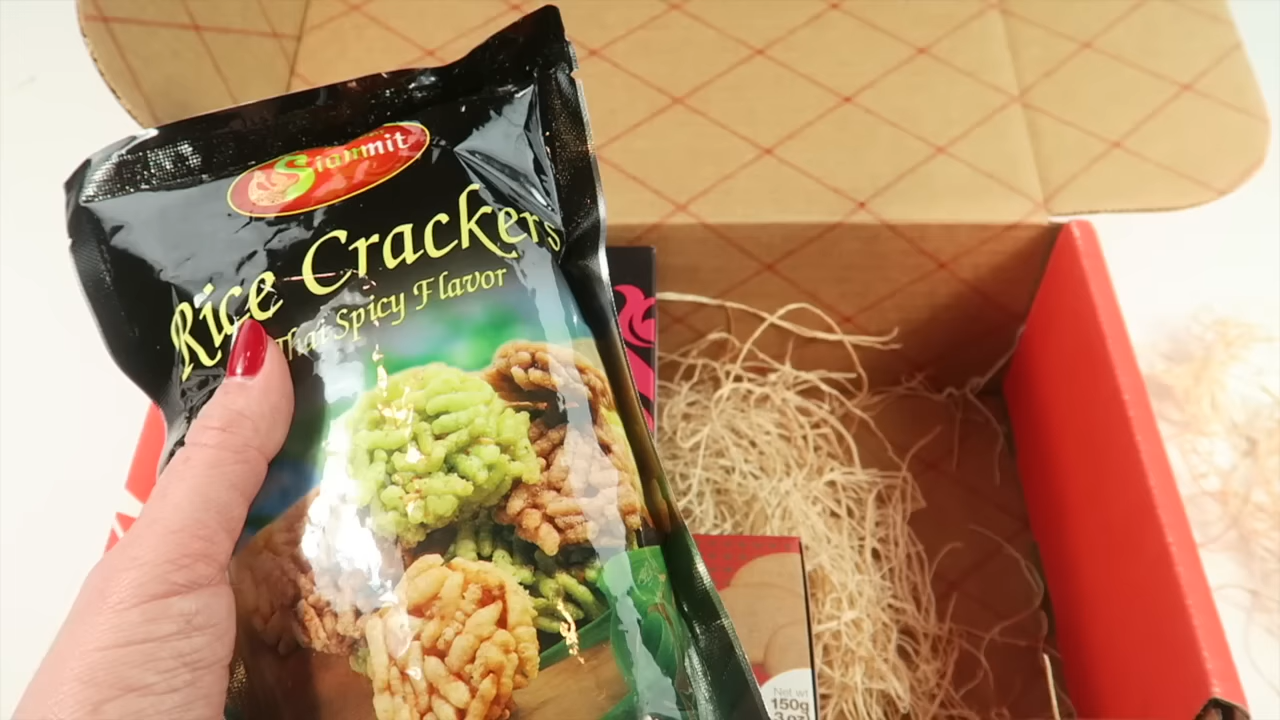 Siammit
Rice Crackers
Thai Spicy Flavor
Net wt
150g